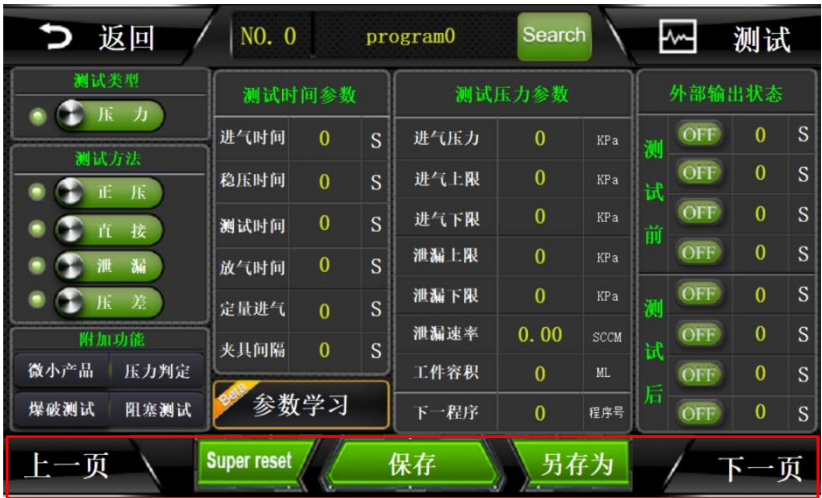 返回
NO. 0
program0
Search
测试
测试类型
压 力
测试方法
正 压
直 接
泄 漏
压 差
附加功能
微小产品 压力判定
爆破测试 阻塞测试
测试时间参数
进气时间 0 S
稳压时间 0 S
测试时间 0 S
放气时间 0 S
定量进气 0 S
夹具间隔 0 S
Beta 参数学习
测试压力参数
进气压力 0 KPa
进气上限 0 KPa
进气下限 0 KPa
泄漏上限 0 KPa
泄漏下限 0 KPa
泄漏速率 0.00 SCCM
工件容积 0 ML
下一程序 0 程序号
外部输出状态
测试前
OFF 0 S
OFF 0 S
OFF 0 S
OFF 0 S
测试后
OFF 0 S
OFF 0 S
OFF 0 S
OFF 0 S
上一页
Super reset
保存
另存为
下一页